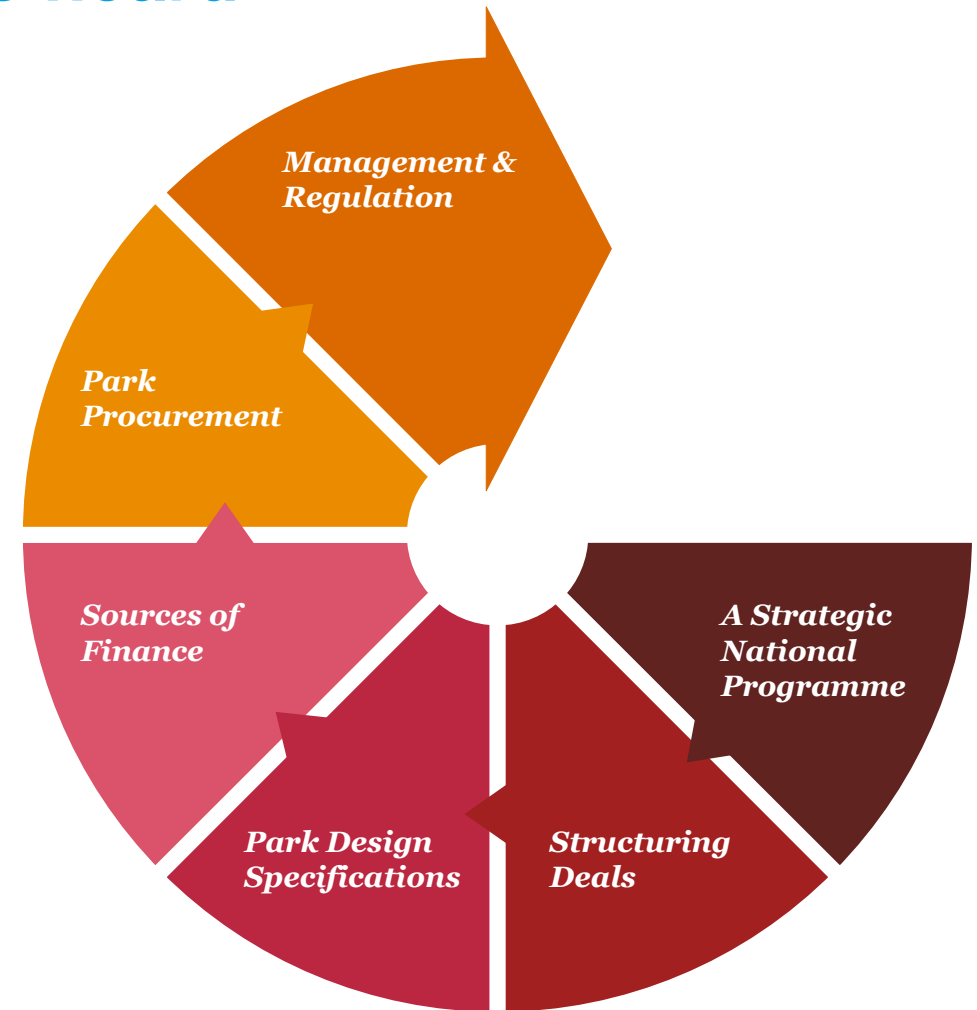 Management &
Regulation
Park
Procurement
Sources of
Finance
A Strategic
National
Programme
Park Design
Specifications
Structuring
Deals